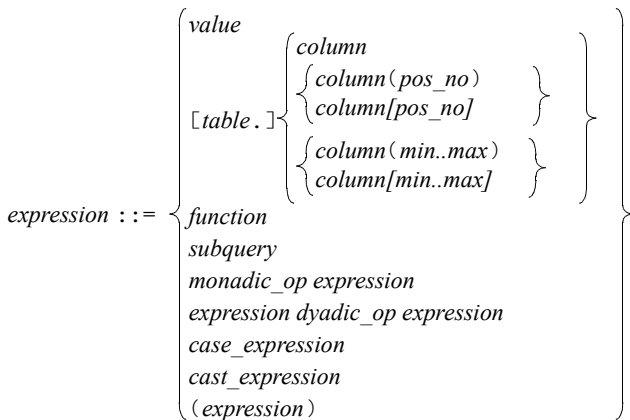 value
column
column(pos_no)
[table.]
column[pos_no]
column(min..max)
column[min..max]
expression ::=
function
subquery
monadic_op expression
expression dyadic_op expression
case_expression
cast_expression
(expression)